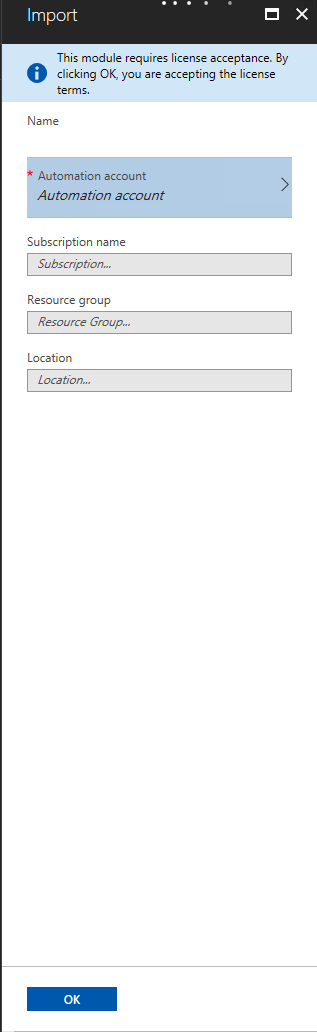 Import
This module requires license acceptance. By
clicking OK, you are accepting the license
terms.
Name
* Automation account
Automation account
Subscription name
Subscription...
Resource group
Resource Group...
Location
Location...
OK